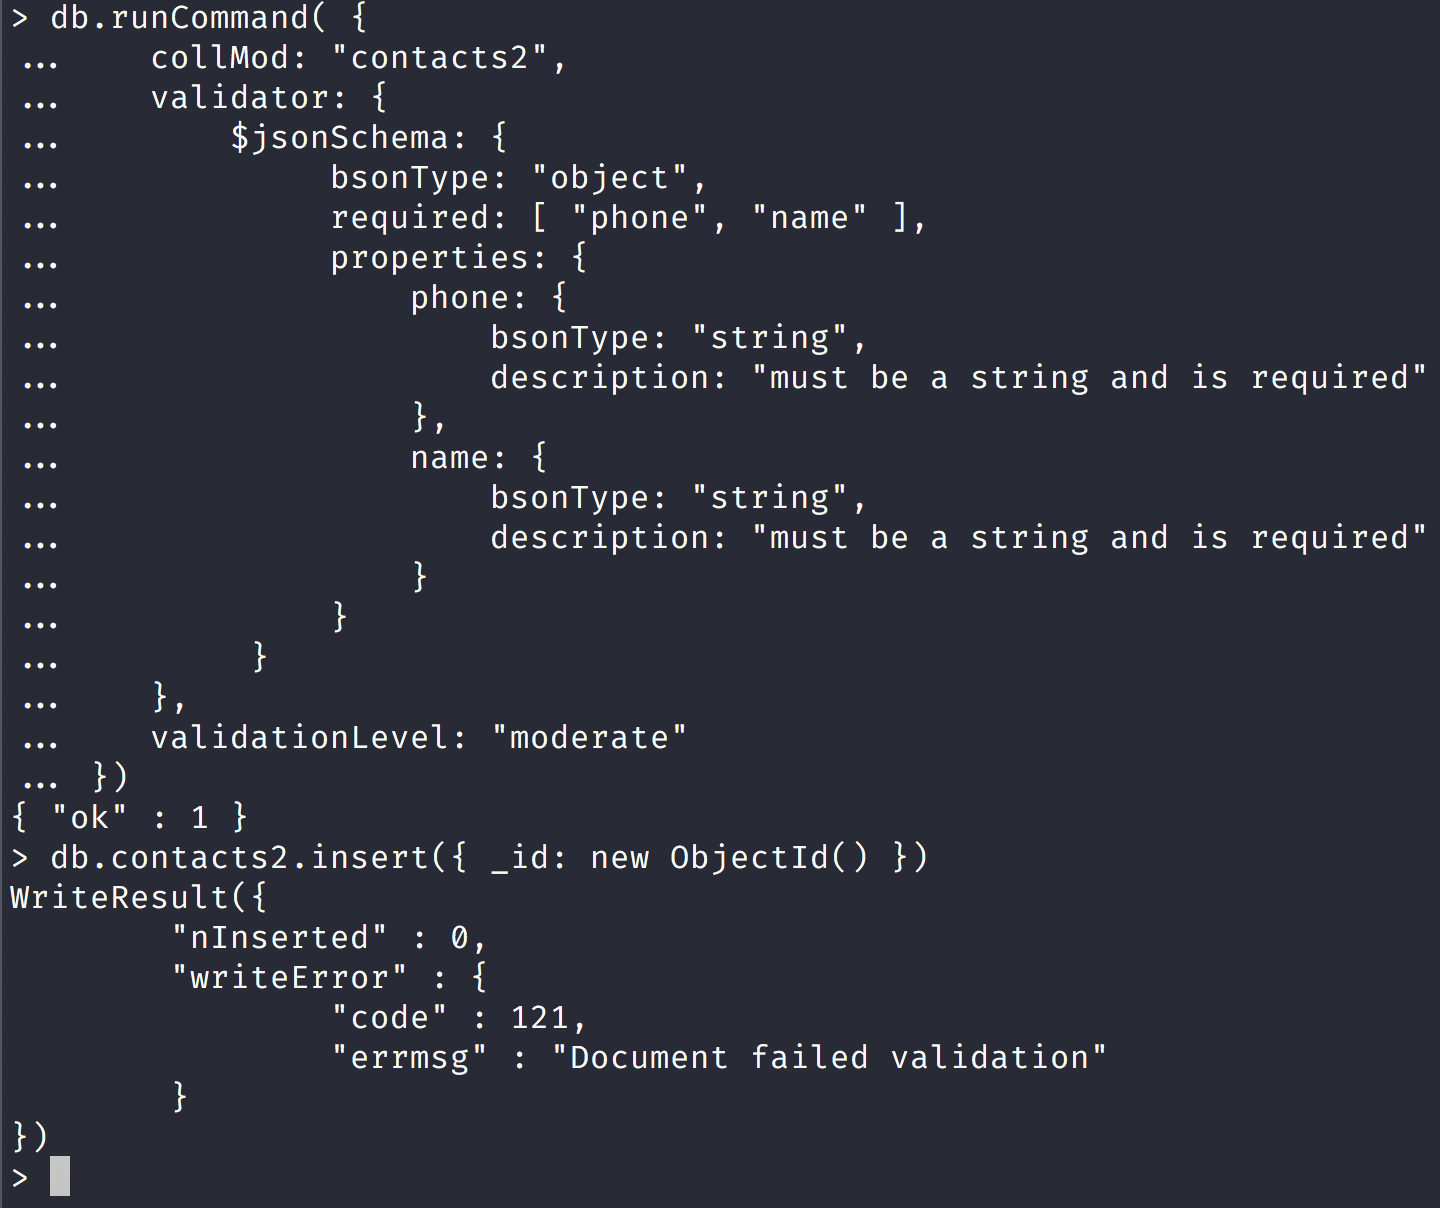 > db.runCommand( {
...     collMod: "contacts2",
...     validator: {
...         $jsonSchema: {
...              bsonType: "object",
...              required: [ "phone", "name" ],
...              properties: {
...                  phone: {
...                      bsonType: "string",
...                      description: "must be a string and is required"
...                  },
...                  name: {
...                      bsonType: "string",
...                      description: "must be a string and is required"
...                  }
...              }
...          }
...     },
...     validationLevel: "moderate"
... })
{ "ok" : 1 }
> db.contacts2.insert({ _id: new ObjectId() })
WriteResult({
        "nInserted" : 0,
        "writeError" : {
                "code" : 121,
                "errmsg" : "Document failed validation"
        }
})
>